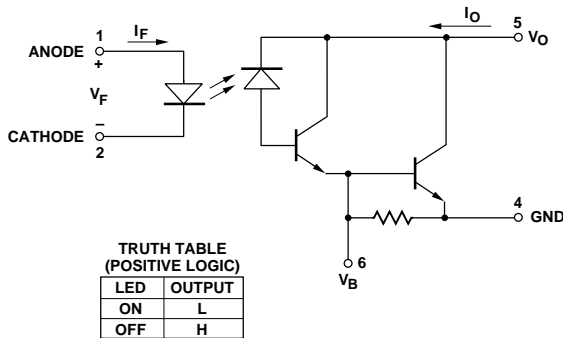 I_O
5
V_O
ANODE
1
I_F
+
V_F
–
CATHODE
2
4
GND
6
V_B
TRUTH TABLE
(POSITIVE LOGIC)
LED OUTPUT
ON L
OFF H